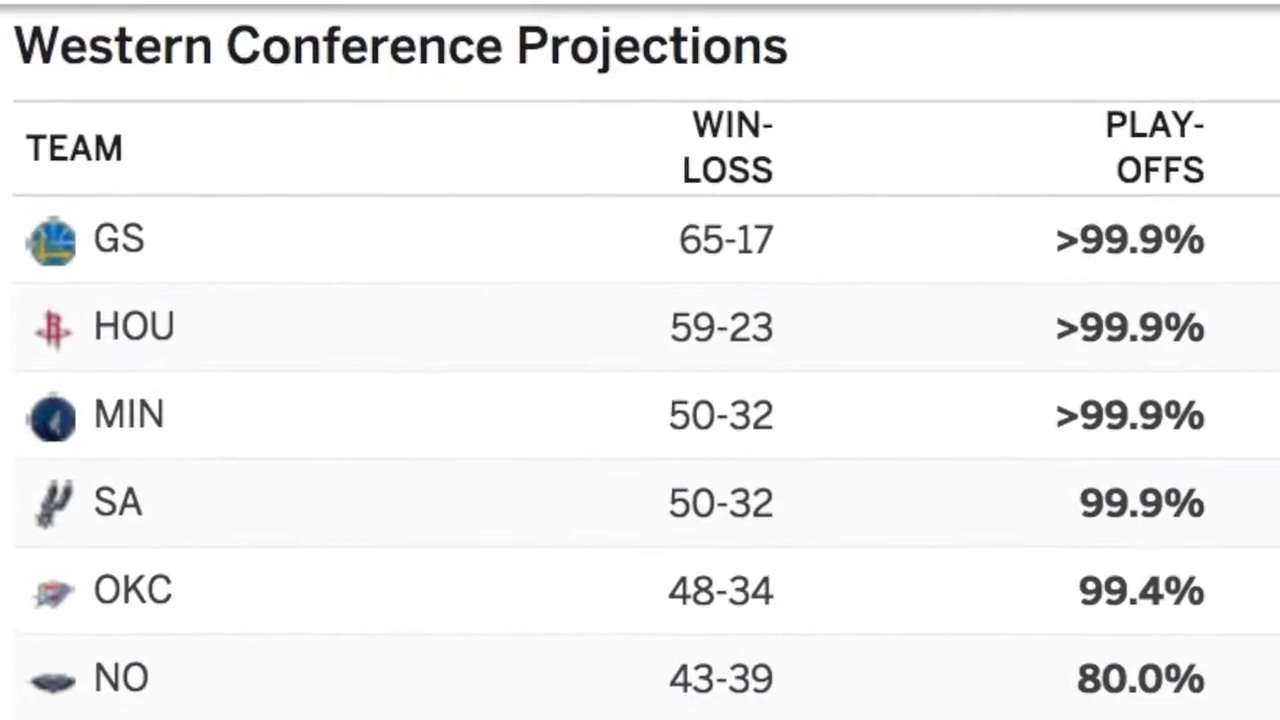 Western Conference Projections
TEAM WIN-LOSS PLAY-OFFS
GS 65-17 >99.9%
HOU 59-23 >99.9%
MIN 50-32 >99.9%
SA 50-32 99.9%
OKC 48-34 99.4%
NO 43-39 80.0%